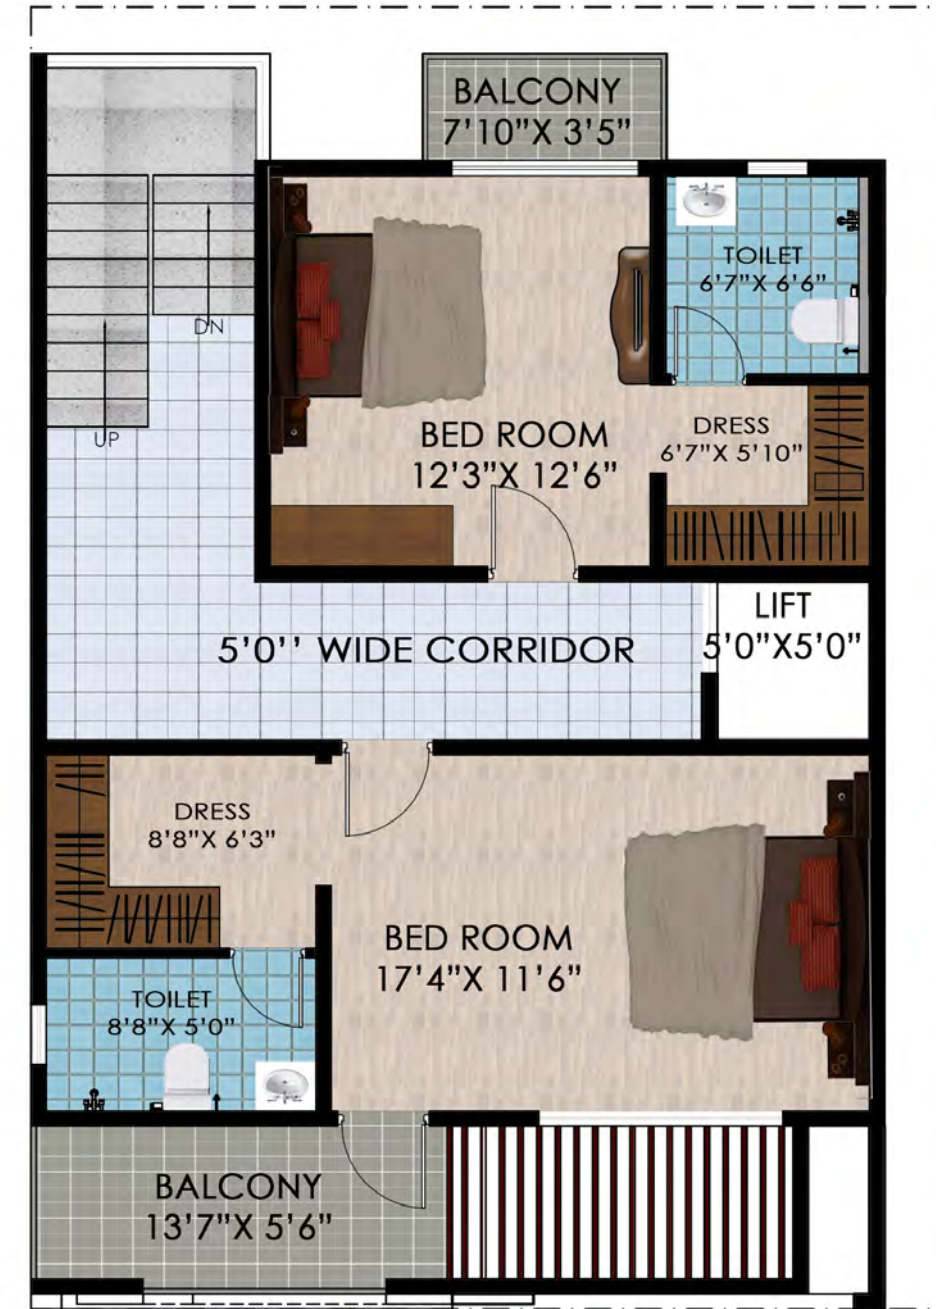 BALCONY
7'10"X 3'5"
TOILET
6'7"X 6'6"
DN
UP
BED ROOM
12'3"X 12'6"
DRESS
6'7"X 5'10"
LIFT
5'0"X5'0"
5'0'' WIDE CORRIDOR
DRESS
8'8"X 6'3"
BED ROOM
17'4"X 11'6"
TOILET
8'8"X 5'0"
BALCONY
13'7"X 5'6"